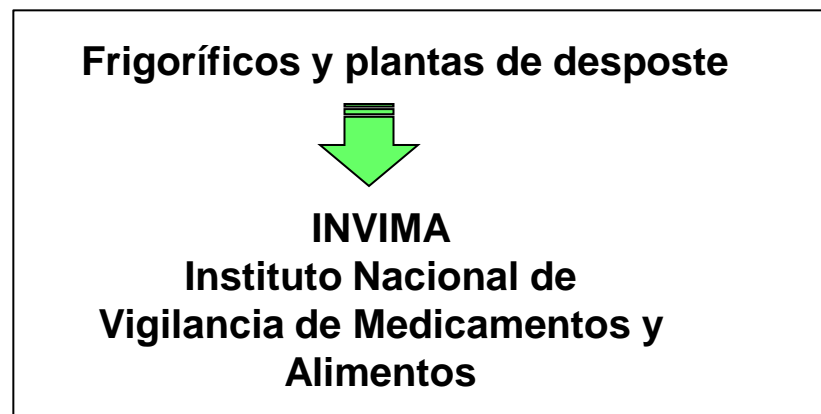 Frigoríficos y plantas de desposte
INVIMA
Instituto Nacional de
Vigilancia de Medicamentos y
Alimentos